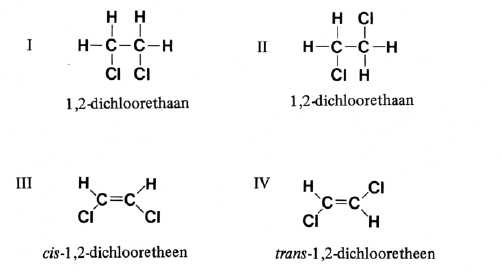 H H
I H-C-C-H
Cl Cl
1,2-dichloorethaan
H Cl
II H-C-C-H
Cl H
1,2-dichloorethaan
III H H
C=C
Cl Cl
cis-1,2-dichlooretheen
IV H Cl
C=C
Cl H
trans-1,2-dichlooretheen